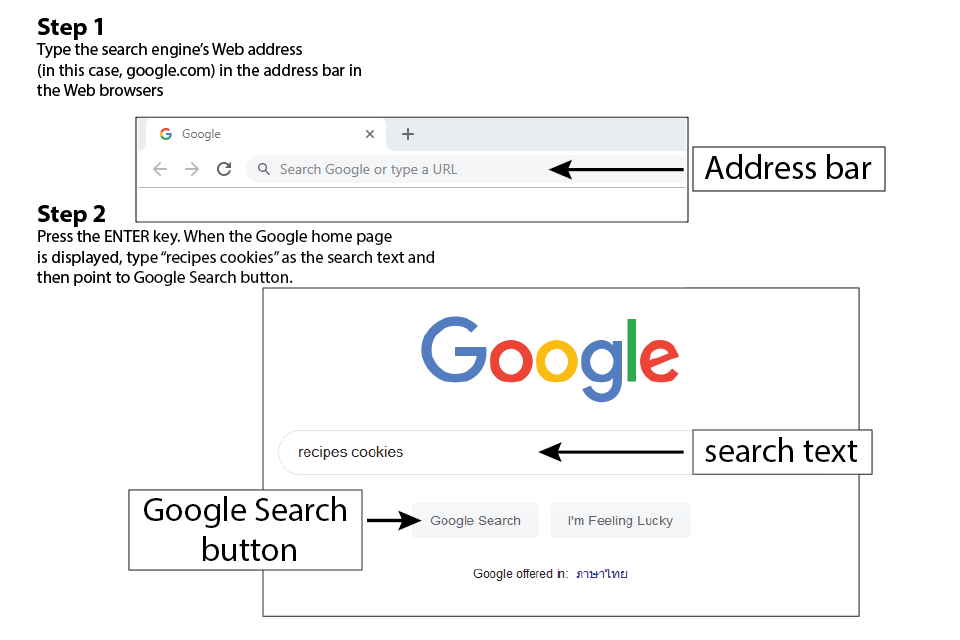 Step 1
Type the search engine's Web address
(in this case, google.com) in the address bar in
the Web browsers
Google
Search Google or type a URL
Address bar
Step 2
Press the ENTER key. When the Google home page
is displayed, type “recipes cookies” as the search text and
then point to Google Search button.
Google
recipes cookies
search text
Google Search
button
Google Search
I'm Feeling Lucky
Google offered in: ภาษาไทย